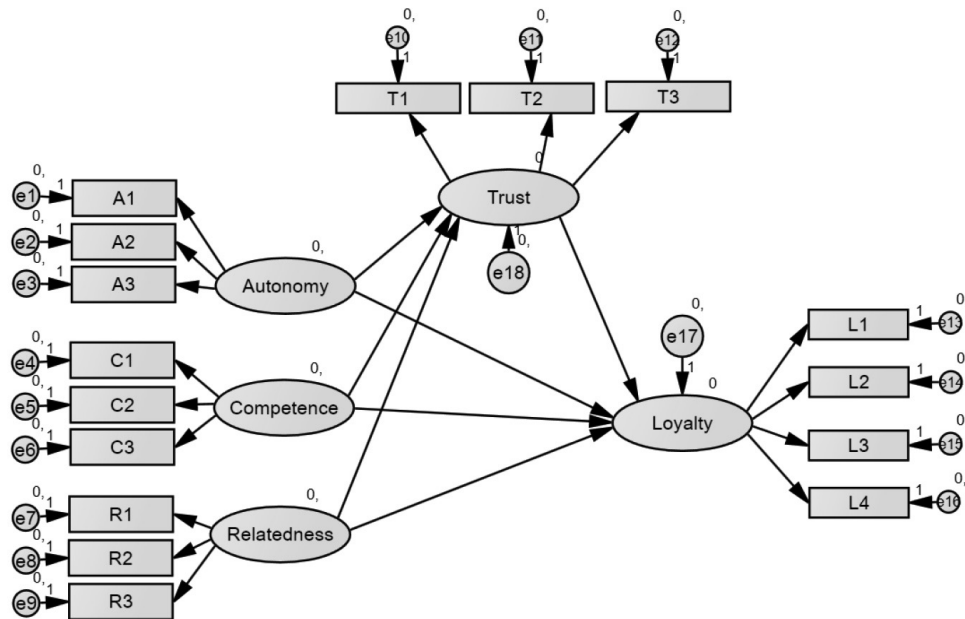 0,
0,
0,
e10
e11
e12
1
1
1
T1
T2
T3
0
Trust
1
0,
e18
0,
e1
1
A1
0,
e2
1
A2
0,
e3
1
A3
0,
Autonomy
0,
e4
1
C1
0,
e5
1
C2
0,
e6
1
C3
0,
Competence
0,
e7
1
R1
0,
e8
1
R2
0,
e9
1
R3
0,
Relatedness
0,
e17
1
0
Loyalty
L1
1
0,
e13
L2
1
0
e14
L3
1
0
e15
L4
1
0,
e16